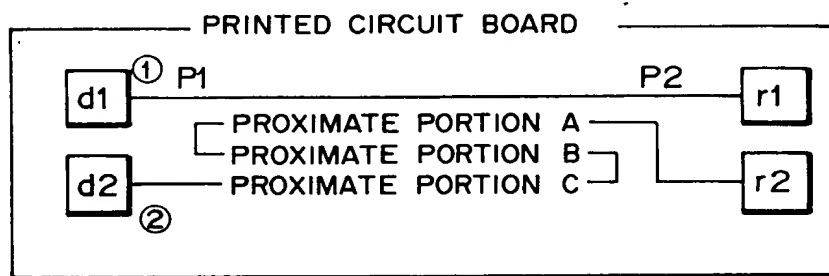 PRINTED CIRCUIT BOARD
① P1 P2
d1 r1
PROXIMATE PORTION A
PROXIMATE PORTION B
d2 PROXIMATE PORTION C r2
②